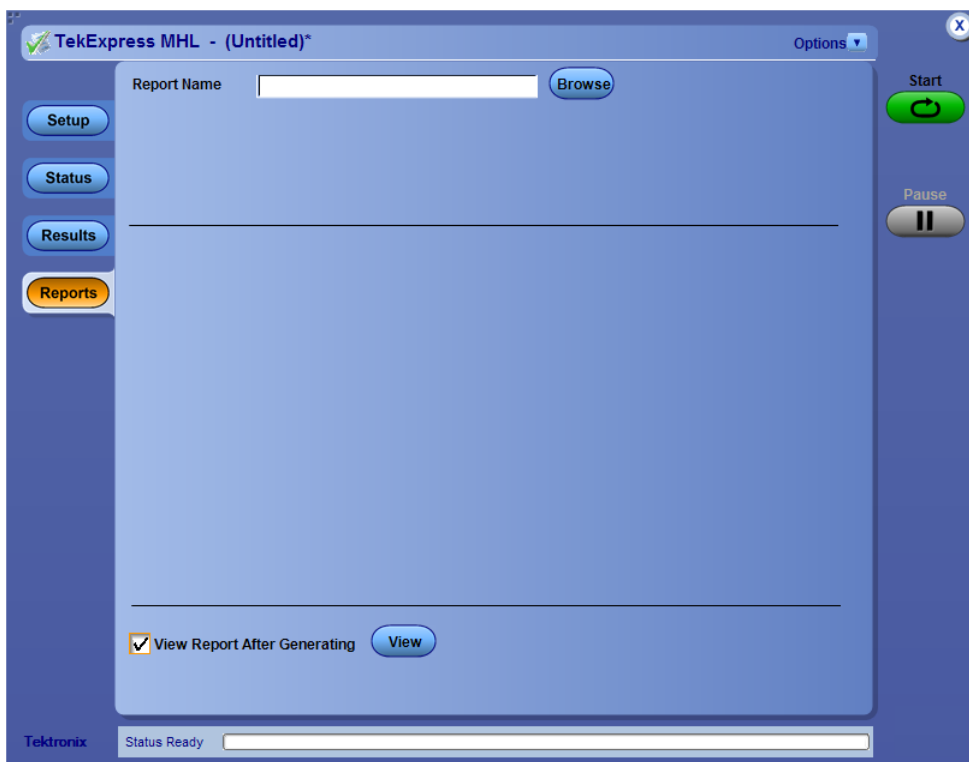 TekExpress MHL - (Untitled)*
Options
X
Report Name
Browse
Start
Setup
Status
Pause
Results
Reports
View Report After Generating
View
Tektronix
Status Ready